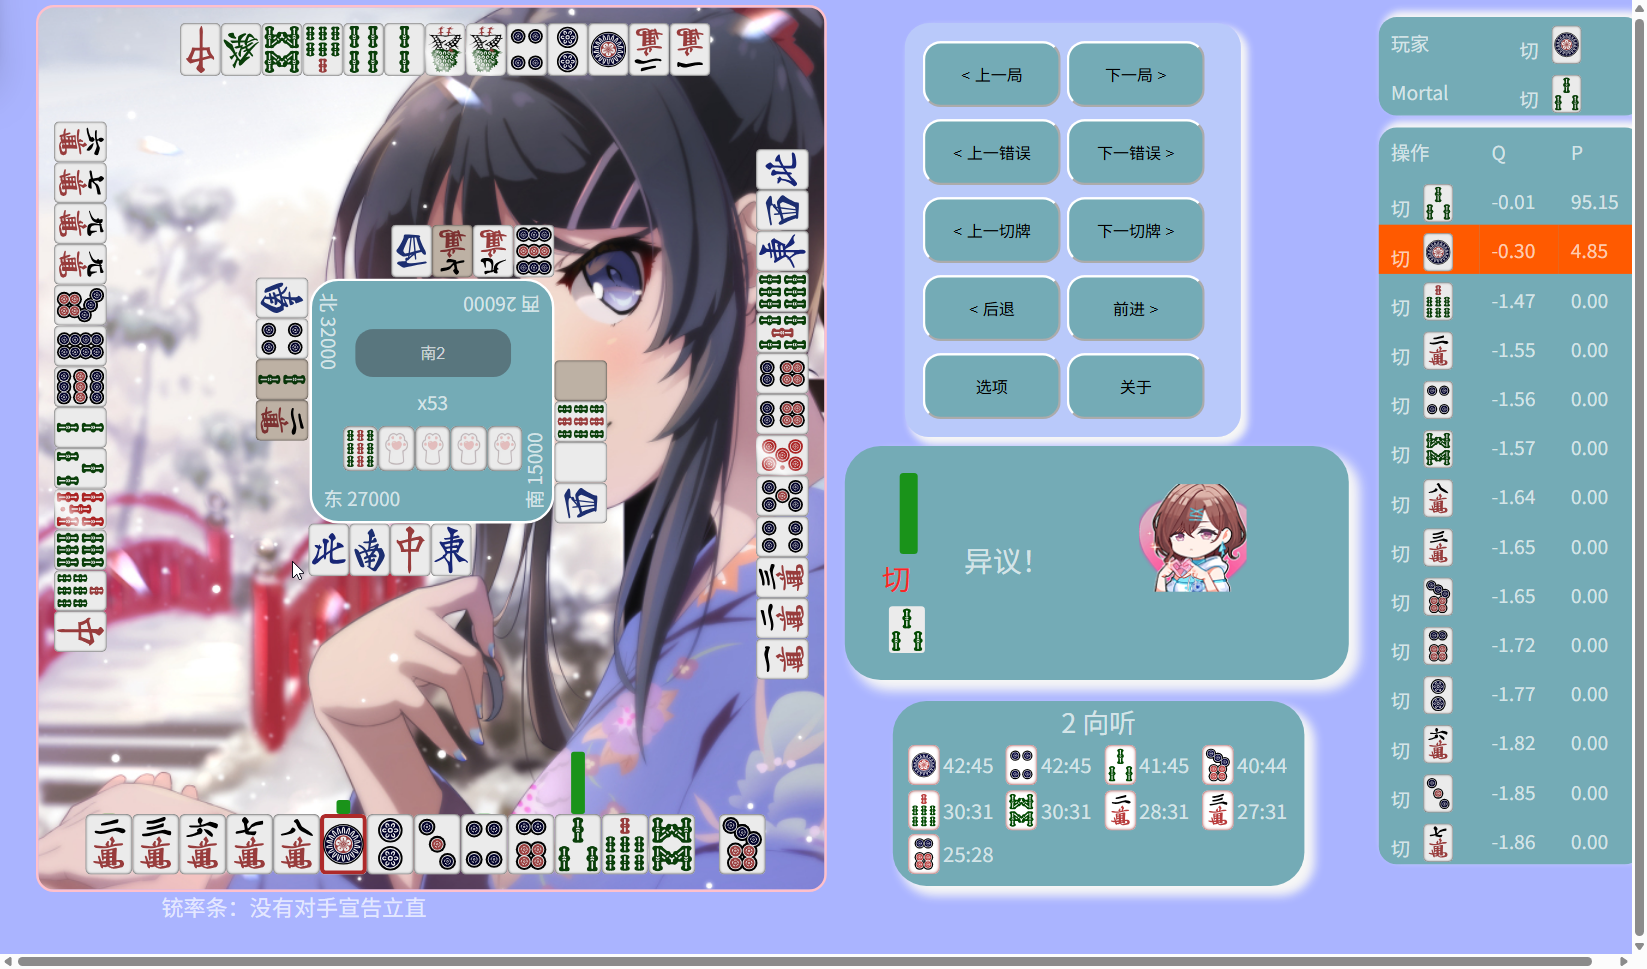 北 32000
西 26000
南2
x53
南 15000
东 27000
铳率条：没有对手宣告立直
< 上一局
下一局 >
< 上一错误
下一错误 >
< 上一切牌
下一切牌 >
< 后退
前进 >
选项
关于
切
异议！
2 向听
42:45
42:45
41:45
40:44
30:31
30:31
28:31
27:31
25:28
玩家 切
Mortal 切
操作 Q P
切 -0.01 95.15
切 -0.30 4.85
切 -1.47 0.00
切 -1.55 0.00
切 -1.56 0.00
切 -1.57 0.00
切 -1.64 0.00
切 -1.65 0.00
切 -1.65 0.00
切 -1.72 0.00
切 -1.77 0.00
切 -1.82 0.00
切 -1.85 0.00
切 -1.86 0.00